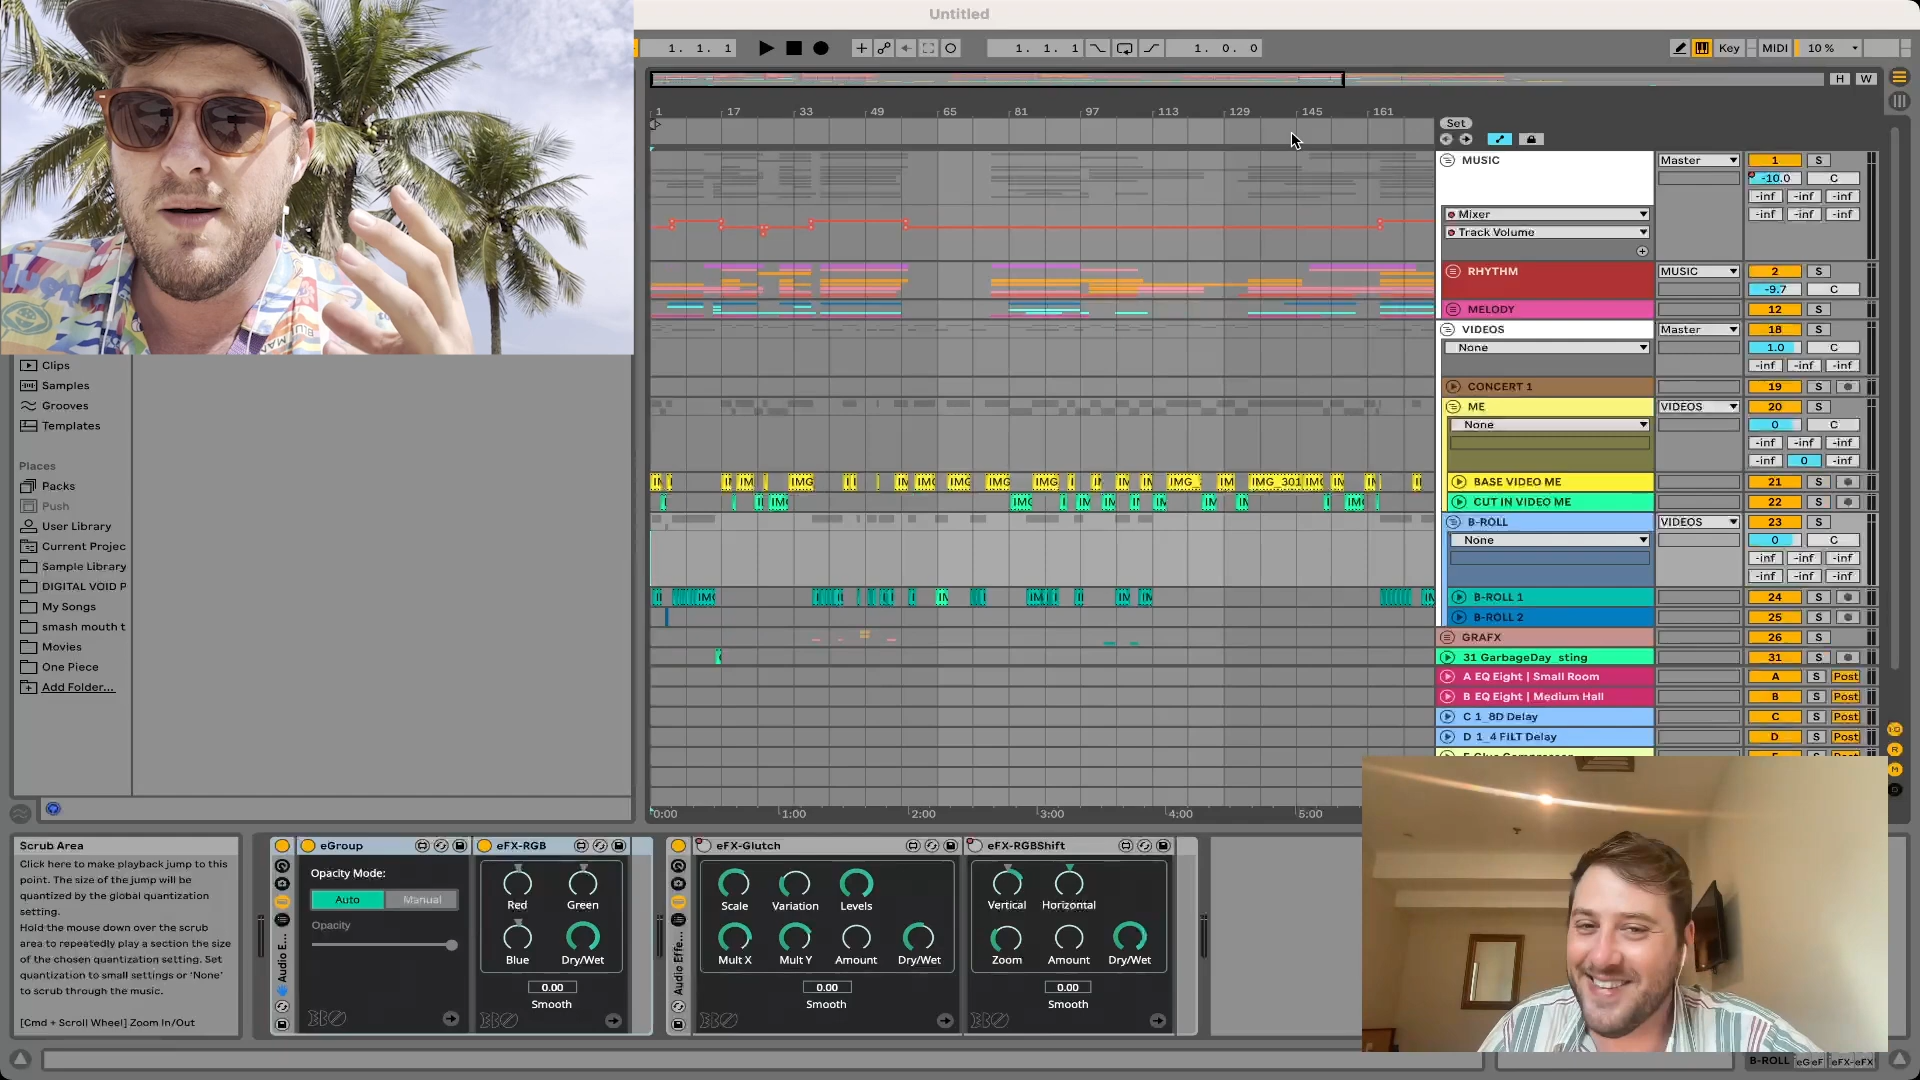 Untitled
1. 1. 1
1. 1. 1
1. 0. 0
Key
MIDI
10 %
H W
1 17 33 49 65 81 97 113 129 145 161
Set
MUSIC
Master
1 S
-10.0 C
-inf -inf -inf
-inf -inf -inf
Mixer
Track Volume
RHYTHM
MUSIC
2 S
-9.7 C
MELODY
12 S
VIDEOS
Master
18 S
None
1.0 C
-inf -inf -inf
CONCERT 1
19 S
ME
VIDEOS
20 S
None
0 C
-inf -inf -inf
-inf 0 -inf
BASE VIDEO ME
21 S
CUT IN VIDEO ME
22 S
B-ROLL
VIDEOS
23 S
None
0 C
-inf -inf -inf
-inf -inf -inf
B-ROLL 1
24 S
B-ROLL 2
25 S
GRAFX
26 S
31 GarbageDay_sting
31 S
A EQ Eight | Small Room
A S Post
B EQ Eight | Medium Hall
B S Post
C 1_8D Delay
C S Post
D 1_4 FILT Delay
D S Post
IMG_301
Clips
Samples
Grooves
Templates
Places
Packs
Push
User Library
Current Projec
Sample Library
DIGITAL VOID P
My Songs
smash mouth t
Movies
One Piece
Add Folder...
0:00 1:00 2:00 3:00 4:00 5:00
Scrub Area
Click here to make playback jump to this
point. The size of the jump will be
quantized by the global quantization
setting.
Hold the mouse down over the scrub
area to repeatedly play a section the size
of the chosen quantization setting. Set
quantization to small settings or 'None'
to scrub through the music.
[Cmd + Scroll Wheel] Zoom In/Out
Audio E...
eGroup
Opacity Mode:
Auto Manual
Opacity
eFX-RGB
Red Green
Blue Dry/Wet
0.00
Smooth
Audio Effe...
eFX-Glutch
Scale Variation Levels
Mult X Mult Y Amount Dry/Wet
0.00
Smooth
eFX-RGBShift
Vertical Horizontal
Zoom Amount Dry/Wet
0.00
Smooth
B-ROLL